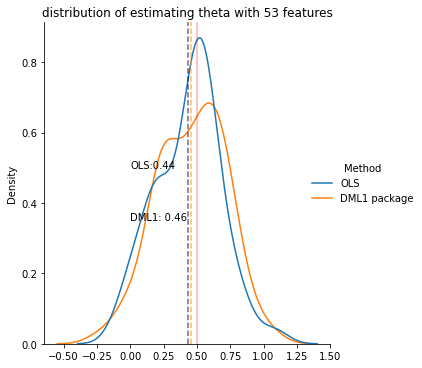 distribution of estimating theta with 53 features
Density
0.8
0.6
0.4
0.2
0.0
OLS:0.44
DML1: 0.46
Method
OLS
DML1 package
−0.50 −0.25 0.00 0.25 0.50 0.75 1.00 1.25 1.50